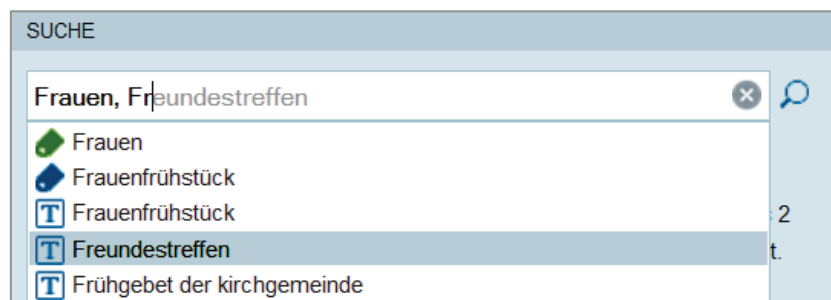 SUCHE
Frauen, Freundestreffen
Frauen
Frauenfrühstück
Frauenfrühstück
2
Freundestreffen
t.
Frühgebet der kirchgemeinde